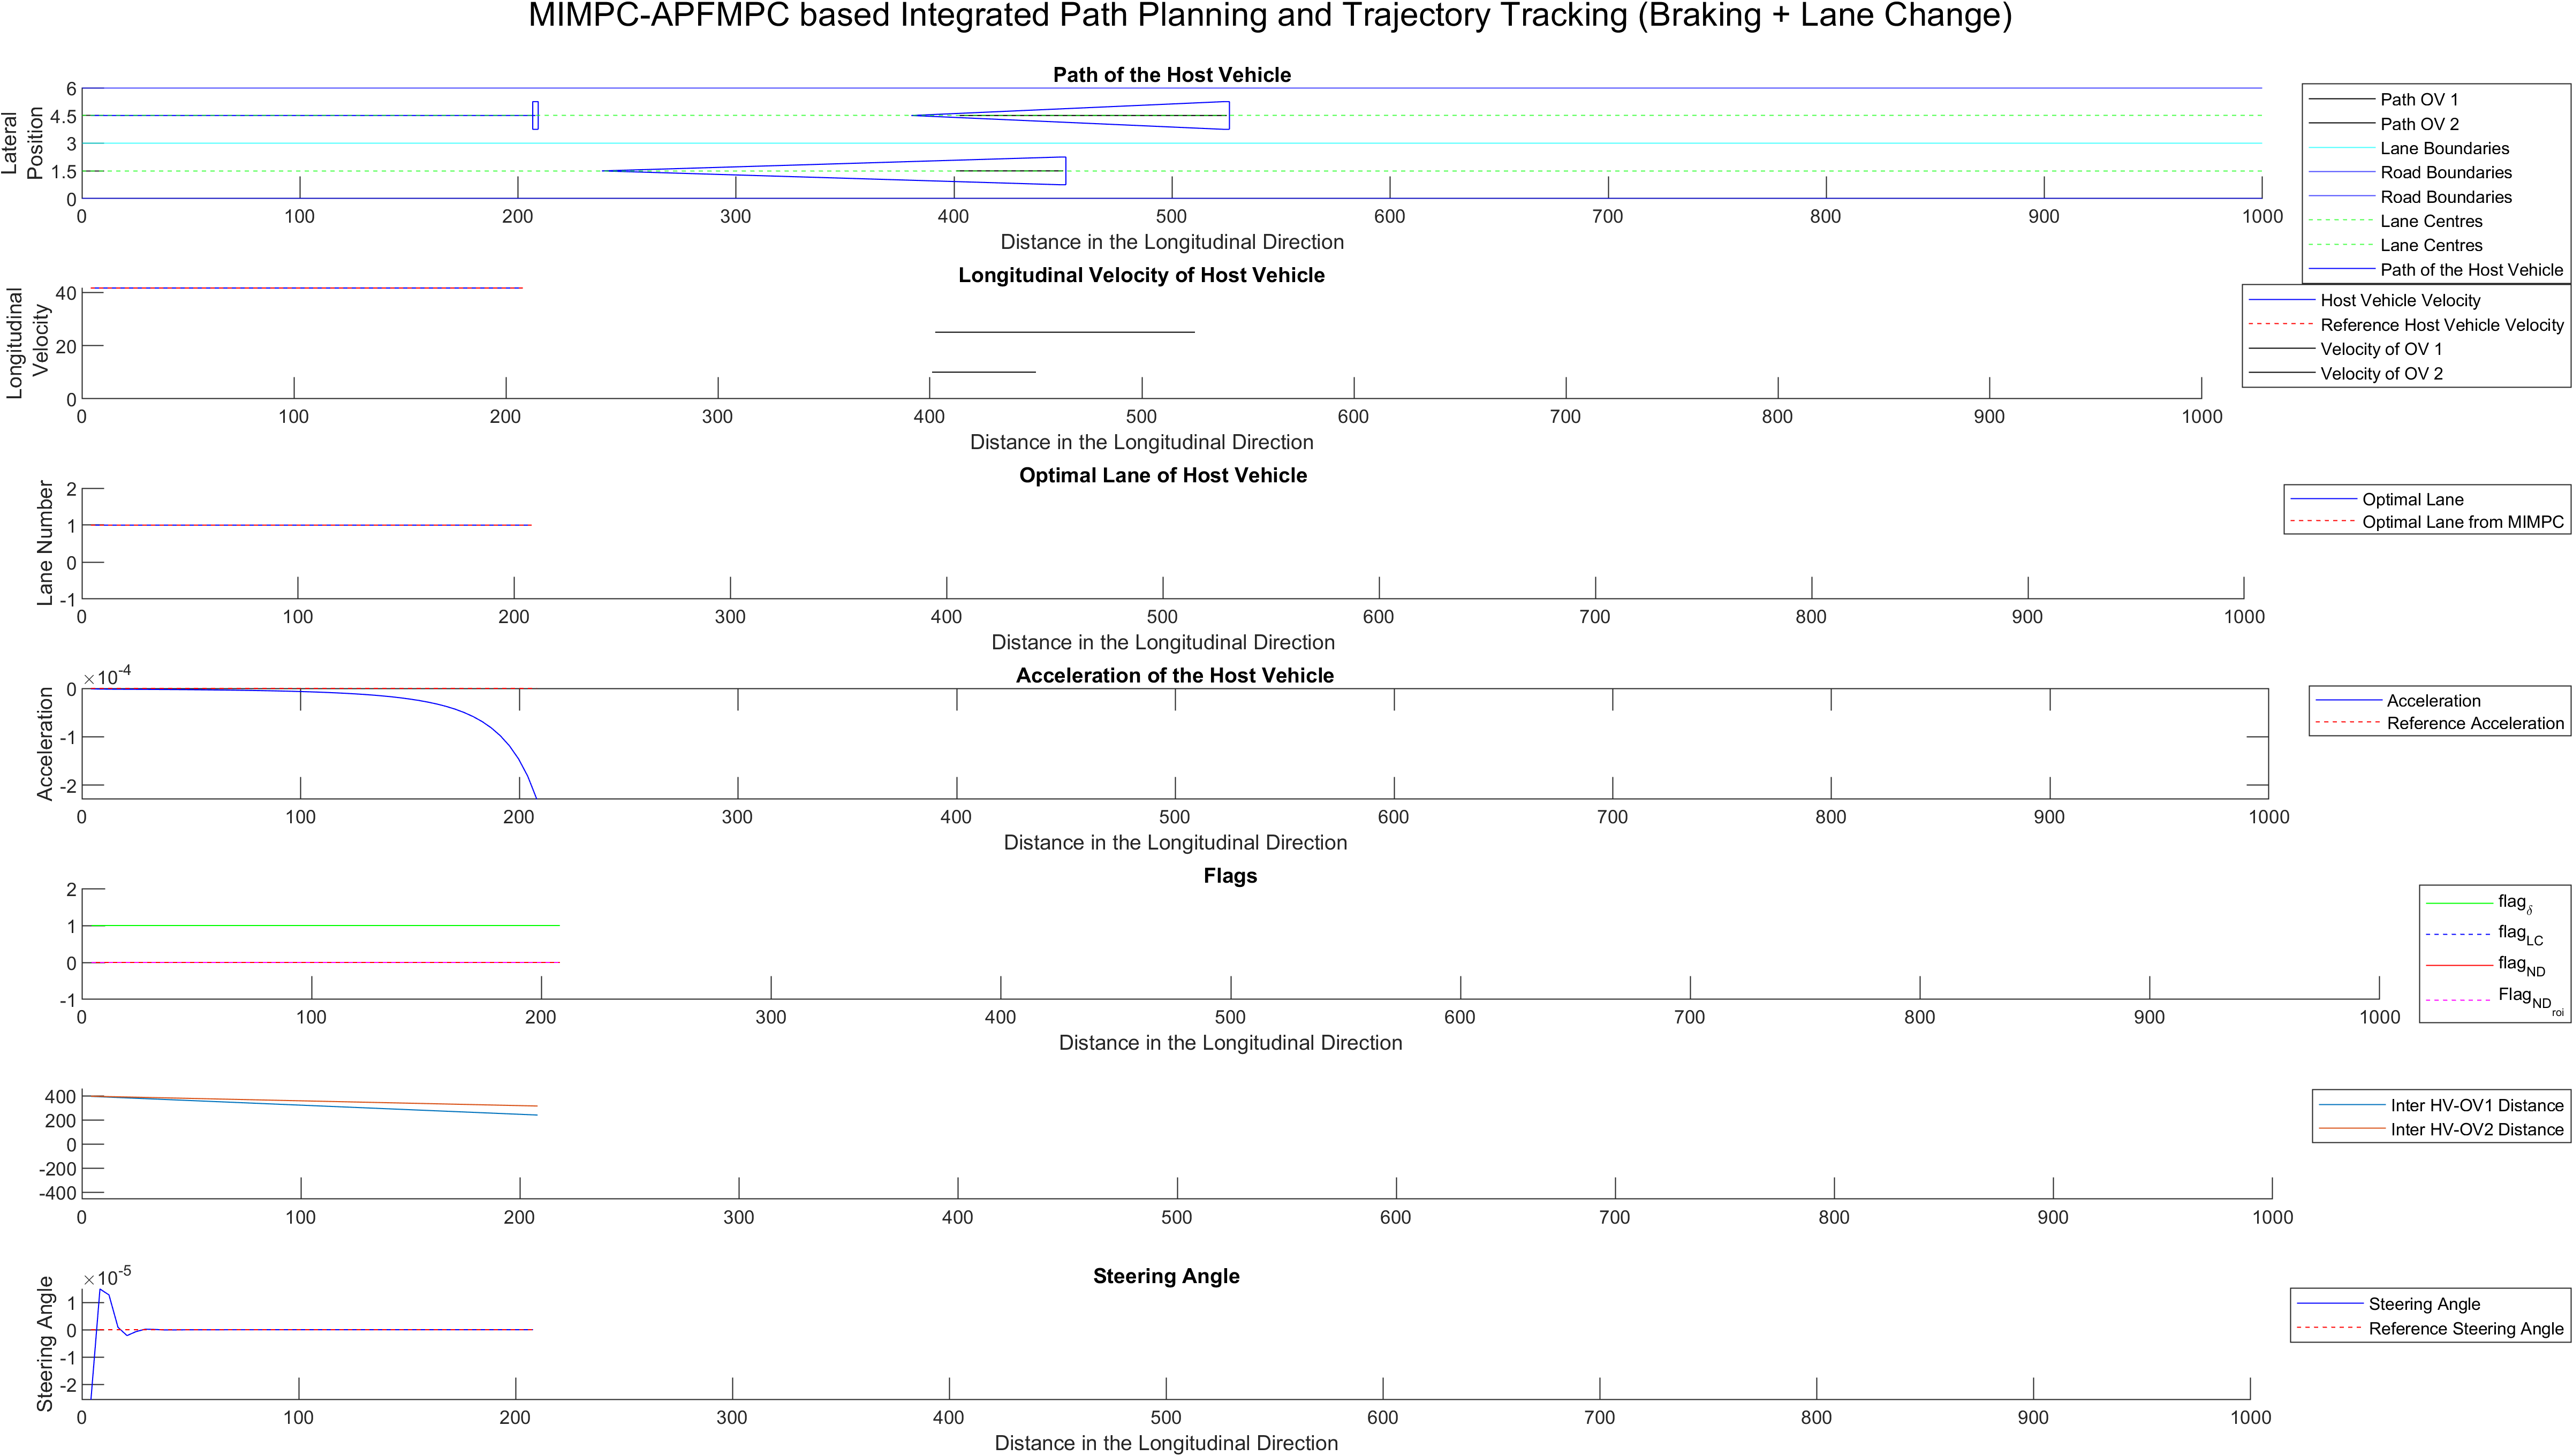 MIMPC-APFMPC based Integrated Path Planning and Trajectory Tracking (Braking + Lane Change)
Path of the Host Vehicle
Lateral
Position
6
4.5
3
1.5
0
0 100 200 300 400 500 600 700 800 900 1000
Distance in the Longitudinal Direction
Path OV 1
Path OV 2
Lane Boundaries
Road Boundaries
Road Boundaries
Lane Centres
Lane Centres
Path of the Host Vehicle
Longitudinal Velocity of Host Vehicle
Longitudinal
Velocity
40
20
0
0 100 200 300 400 500 600 700 800 900 1000
Distance in the Longitudinal Direction
Host Vehicle Velocity
Reference Host Vehicle Velocity
Velocity of OV 1
Velocity of OV 2
Optimal Lane of Host Vehicle
Lane Number
2
1
0
-1
0 100 200 300 400 500 600 700 800 900 1000
Distance in the Longitudinal Direction
Optimal Lane
Optimal Lane from MIMPC
Acceleration of the Host Vehicle
×10-4
Acceleration
0
-1
-2
0 100 200 300 400 500 600 700 800 900 1000
Distance in the Longitudinal Direction
Acceleration
Reference Acceleration
Flags
2
1
0
-1
0 100 200 300 400 500 600 700 800 900 1000
Distance in the Longitudinal Direction
flagδ
flagLC
flagND
FlagNDroi
400
200
0
-200
-400
0 100 200 300 400 500 600 700 800 900 1000
Inter HV-OV1 Distance
Inter HV-OV2 Distance
Steering Angle
×10-5
Steering Angle
1
0
-1
-2
0 100 200 300 400 500 600 700 800 900 1000
Distance in the Longitudinal Direction
Steering Angle
Reference Steering Angle